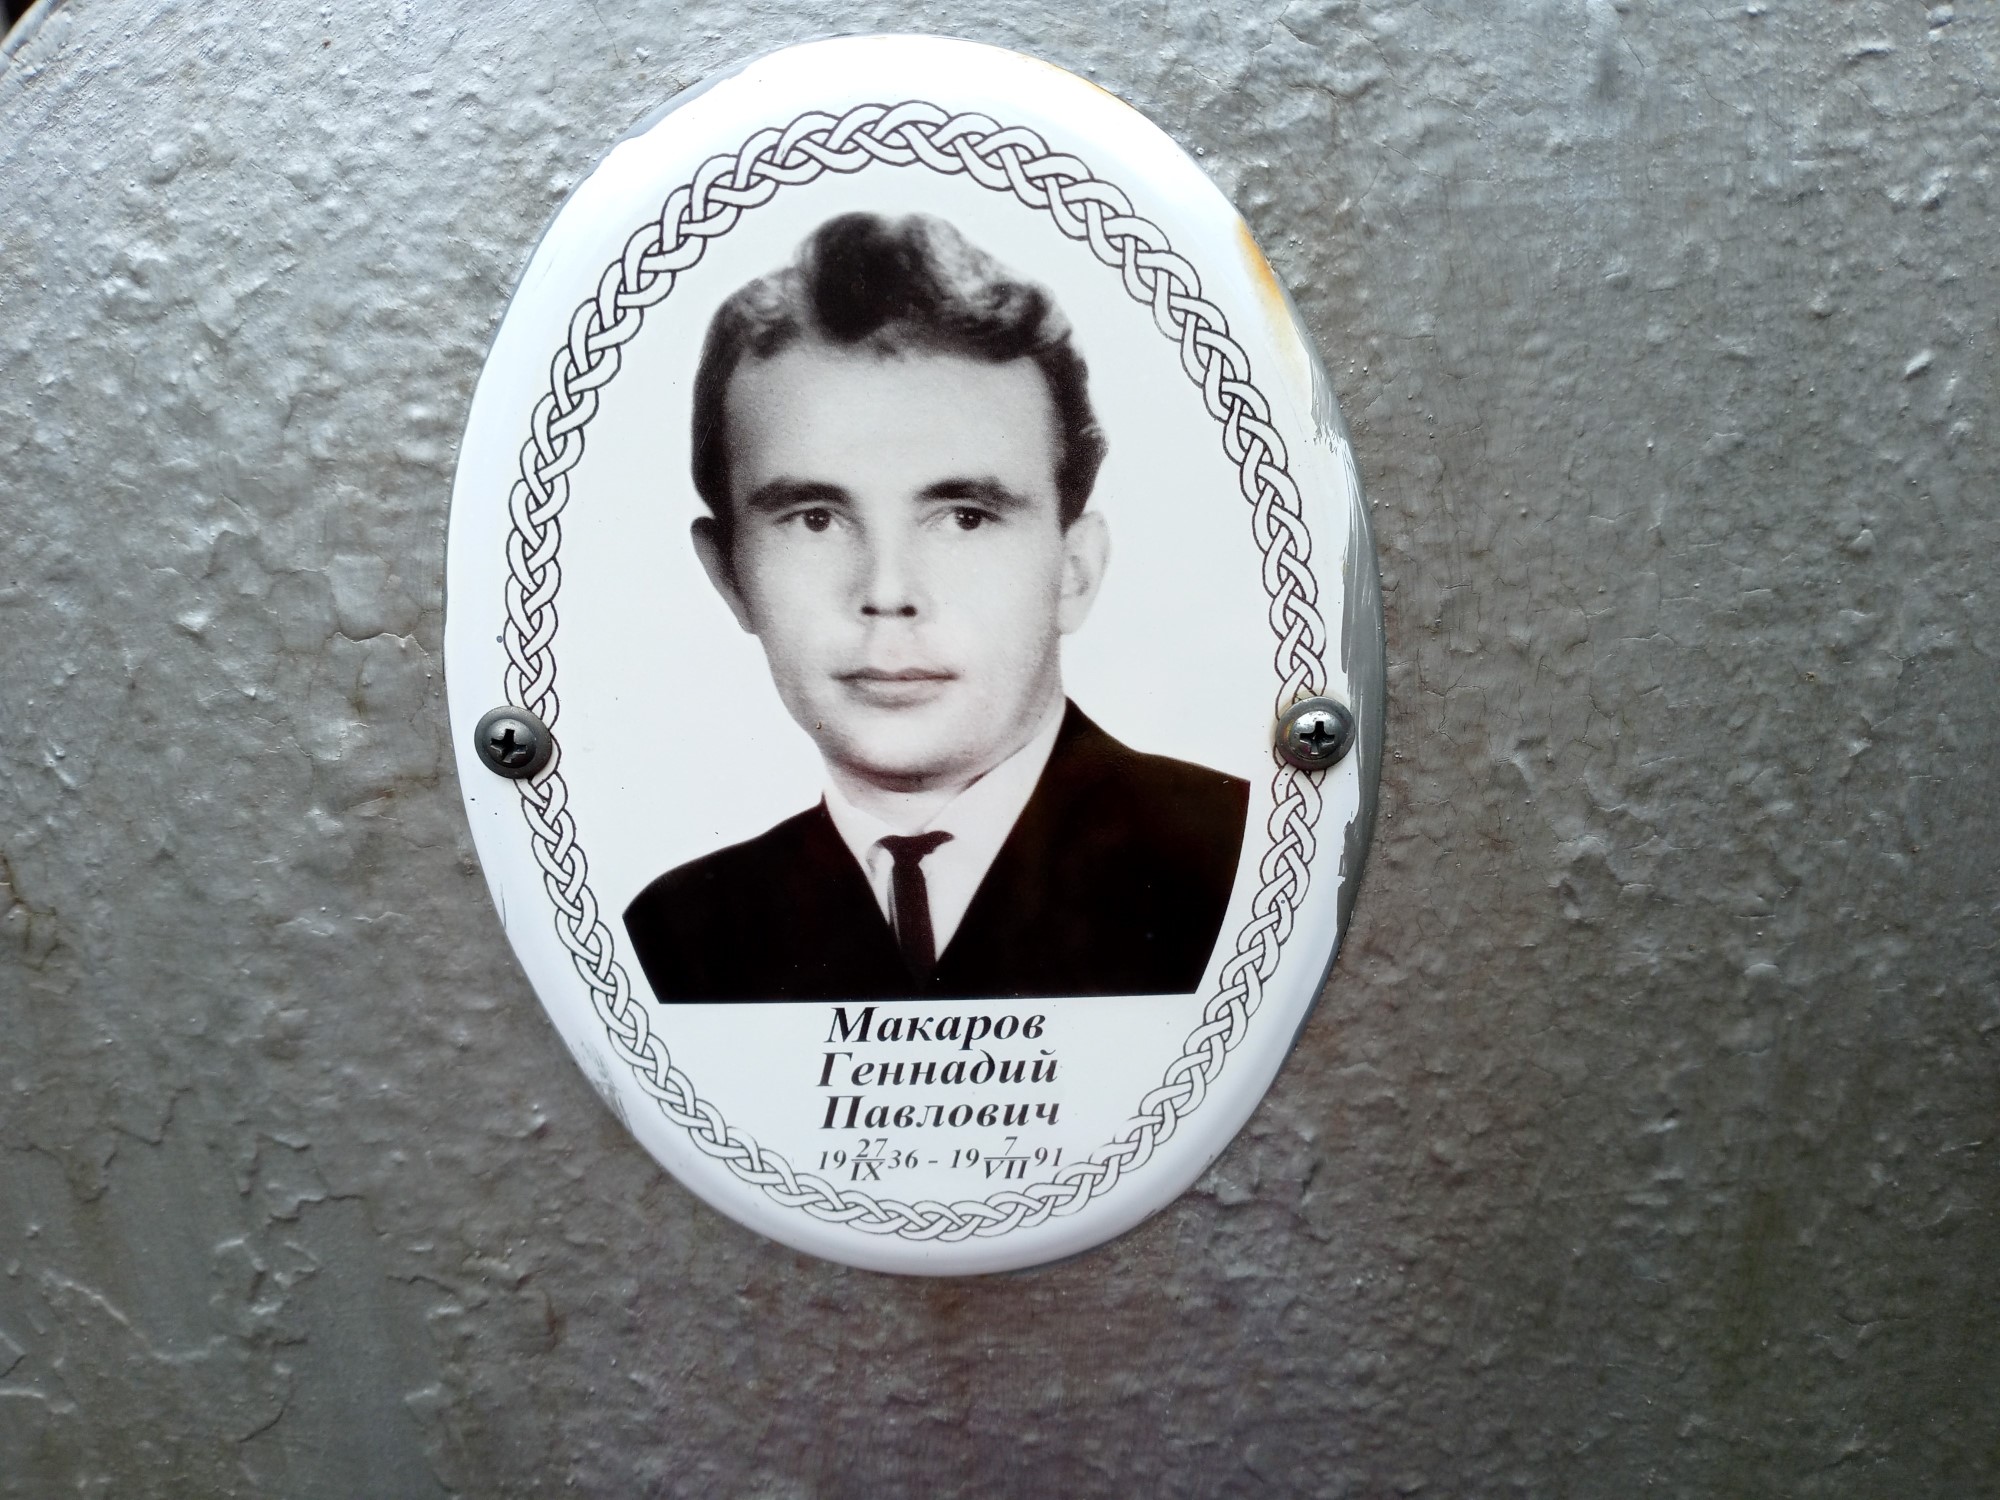 Макаров
Геннадий
Павлович
19 27/IX 36 - 19 7/VII 91